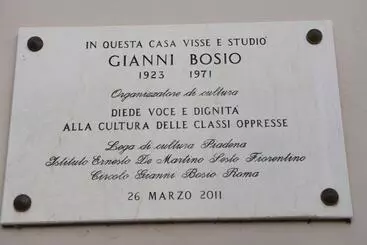 IN QUESTA CASA VISSE E STUDIO'
GIANNI BOSIO
1923 1971
Organizzatore di cultura
DIEDE VOCE E DIGNITA'
ALLA CULTURA DELLE CLASSI OPPRESSE
Lega di cultura Piadena
Istituto Ernesto De Martino Sesto Fiorentino
Circolo Gianni Bosio Roma
26 MARZO 2011